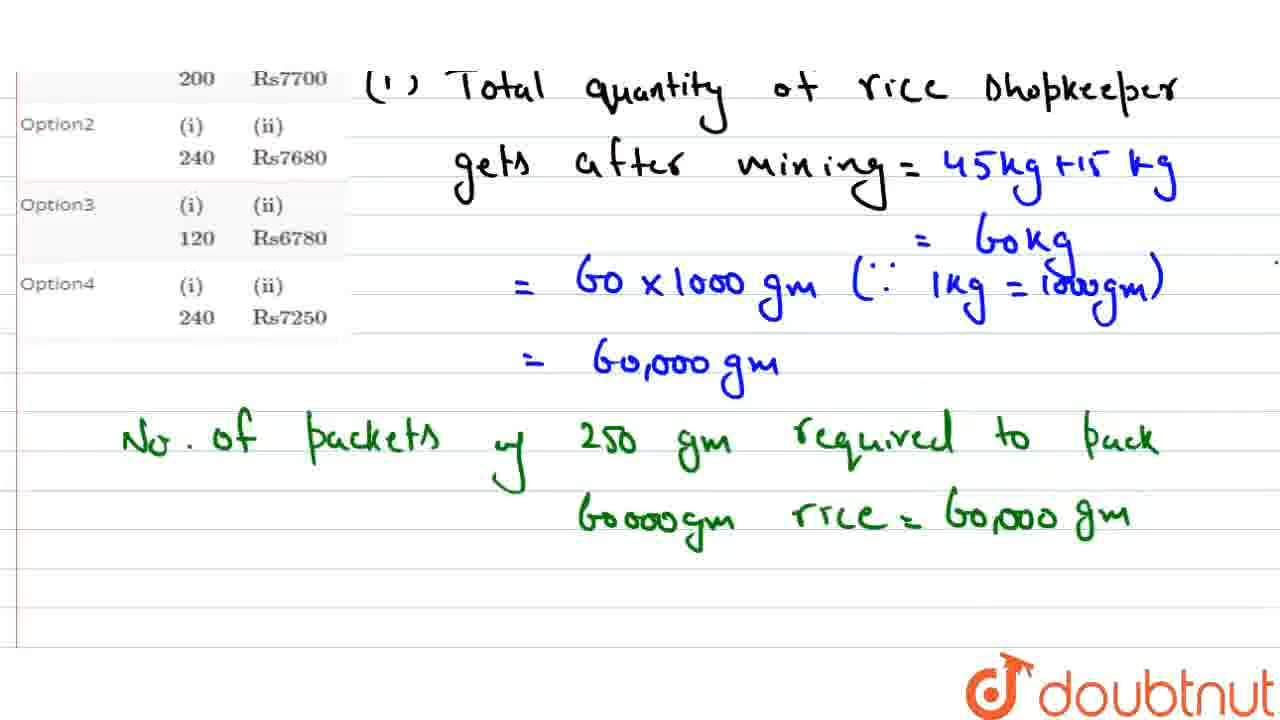 200 Rs7700
Option2 (i) (ii)
240 Rs7680
Option3 (i) (ii)
120 Rs6780
Option4 (i) (ii)
240 Rs7250
(i) Total quantity of rice shopkeeper
gets after mixing = 45kg + 15 kg
= 60kg
= 60 x 1000 gm (∵ 1kg = 1000gm)
= 60,000 gm
No. of packets of 250 gm required to pack
60000gm rice = 60,000 gm
doubtnut